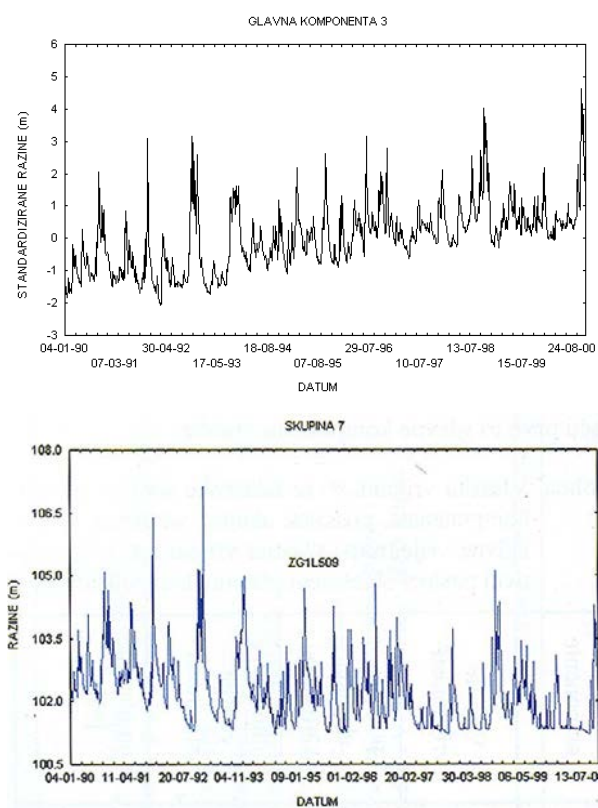 GLAVNA KOMPONENTA 3
STANDARDIZIRANE RAZINE (m)
6
5
4
3
2
1
0
-1
-2
-3
04-01-90 30-04-92 18-08-94 29-07-96 13-07-98 24-08-00
07-03-91 17-05-93 07-08-95 10-07-97 15-07-99
DATUM
SKUPINA 7
RAZINE (m)
108.0
106.5
105.0
103.5
102.0
100.5
ZG1L509
04-01-90 11-04-91 20-07-92 04-11-93 09-01-95 01-02-96 20-02-97 30-03-98 06-05-99 13-07-0
DATUM